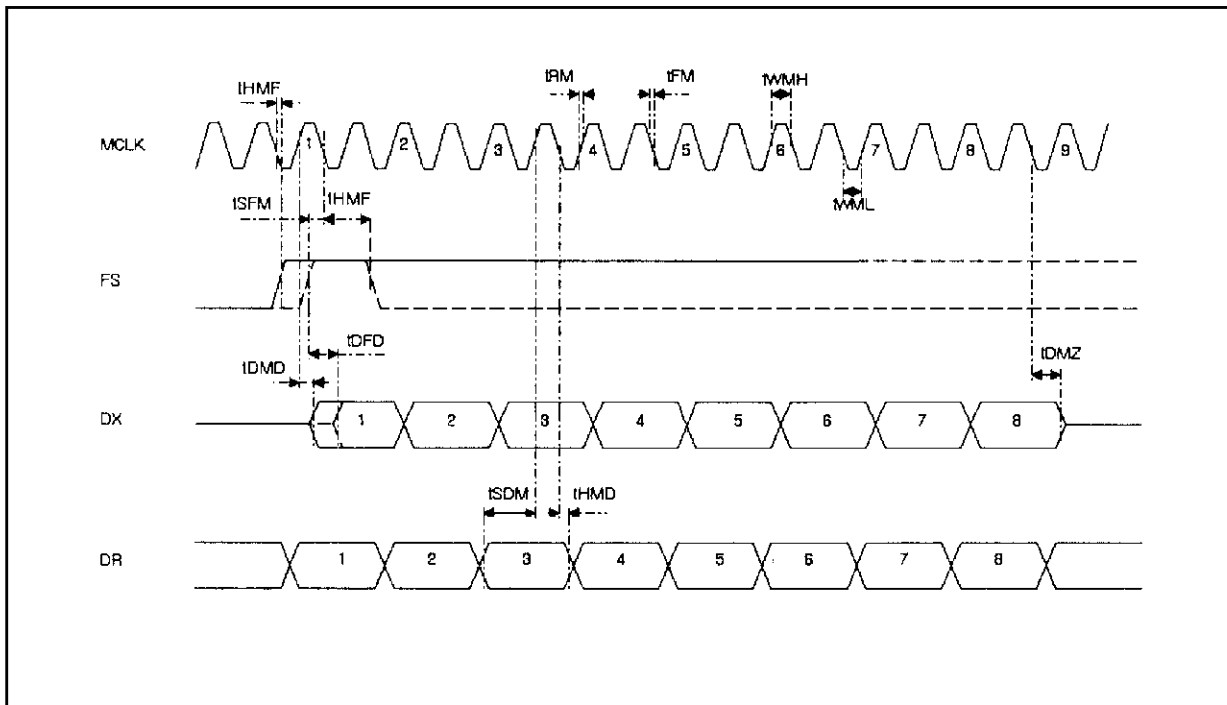 tRM tFM tWMH
tHMF
MCLK 1 2 3 4 5 6 7 8 9
tSFM tHMF tWML
FS
tDFD
tDMD tDMZ
DX 1 2 3 4 5 6 7 8
tSDM tHMD
DR 1 2 3 4 5 6 7 8